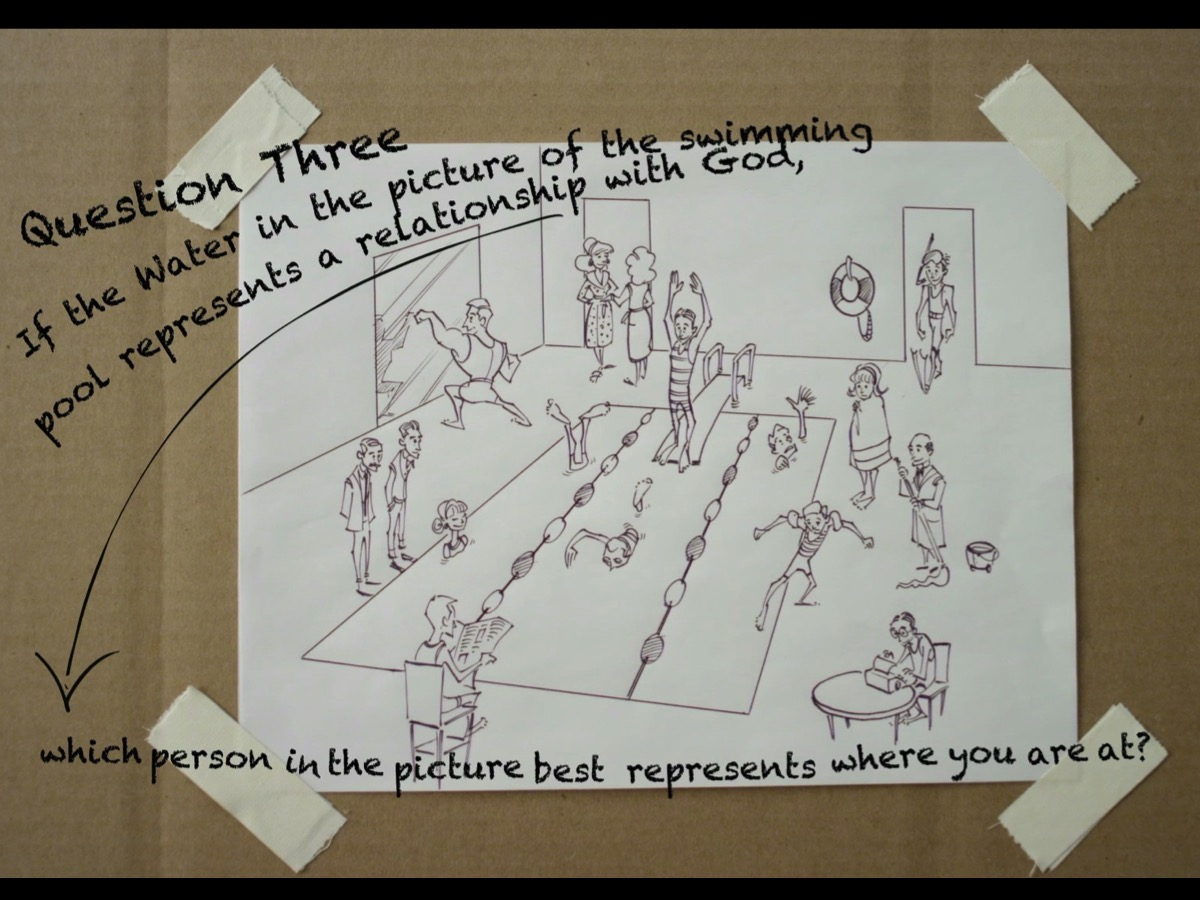 Question Three
If the Water in the picture of the swimming
pool represents a relationship with God,
which person in the picture best represents where you are at?